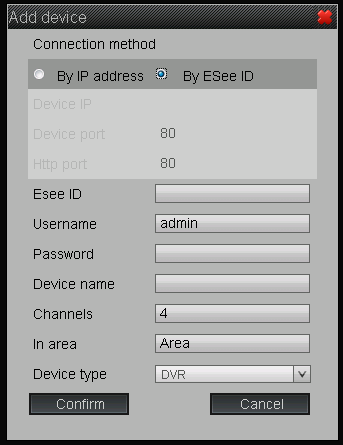 Add device
Connection method
By IP address By ESee ID
Device IP
Device port 80
Http port 80
Esee ID
Username admin
Password
Device name
Channels 4
In area Area
Device type DVR
Confirm Cancel